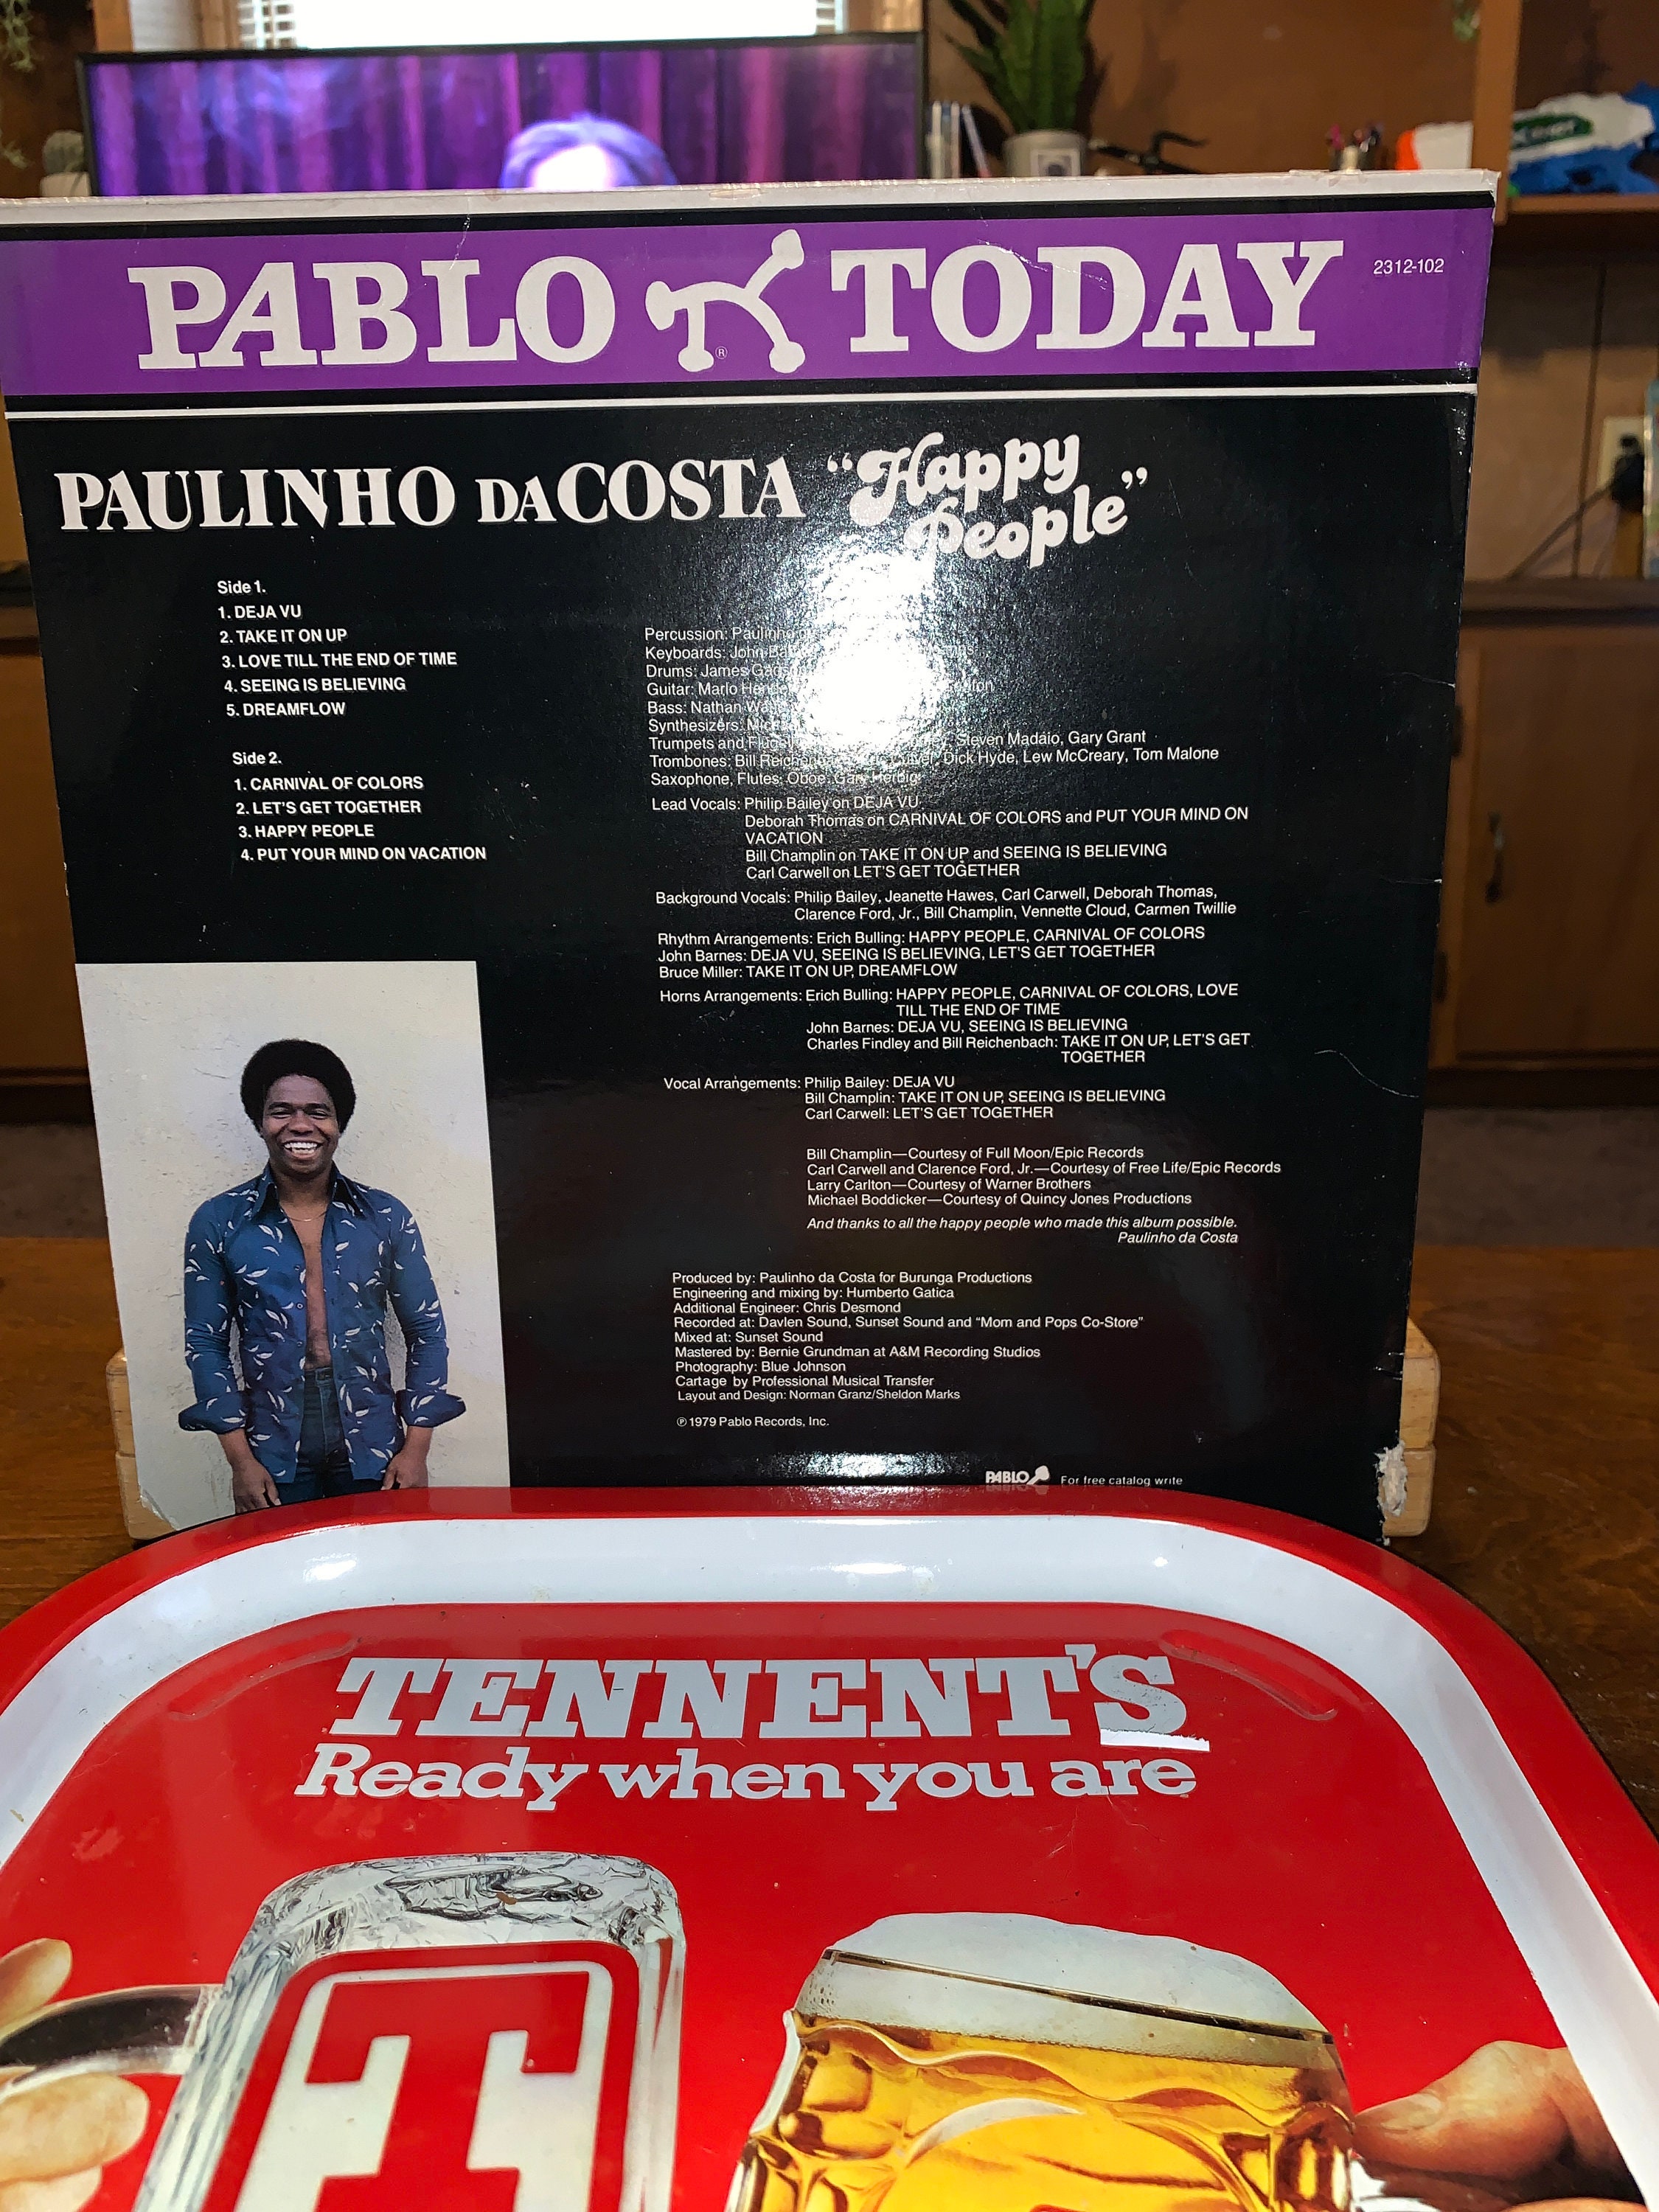 PABLO TODAY
®
2312-102
PAULINHO DA COSTA "Happy
People"
Side 1.
1. DEJA VU
2. TAKE IT ON UP
3. LOVE TILL THE END OF TIME
4. SEEING IS BELIEVING
5. DREAMFLOW
Side 2.
1. CARNIVAL OF COLORS
2. LET'S GET TOGETHER
3. HAPPY PEOPLE
4. PUT YOUR MIND ON VACATION
Percussion: Paulinho
Keyboards: John
Drums: James
Guitar: Marlo
Bass: Nathan
Synthesizers:
Trumpets and Steven Madaio, Gary Grant
Trombones: Bill Dick Hyde, Lew McCreary, Tom Malone
Saxophone, Flutes, Oboe, Gary Herbig
Lead Vocals: Philip Bailey on DEJA VU
Deborah Thomas on CARNIVAL OF COLORS and PUT YOUR MIND ON
VACATION
Bill Champlin on TAKE IT ON UP and SEEING IS BELIEVING
Carl Carwell on LET'S GET TOGETHER
Background Vocals: Philip Bailey, Jeanette Hawes, Carl Carwell, Deborah Thomas,
Clarence Ford, Jr., Bill Champlin, Vennette Cloud, Carmen Twillie
Rhythm Arrangements: Erich Bulling: HAPPY PEOPLE, CARNIVAL OF COLORS
John Barnes: DEJA VU, SEEING IS BELIEVING, LET'S GET TOGETHER
Bruce Miller: TAKE IT ON UP, DREAMFLOW
Horns Arrangements: Erich Bulling: HAPPY PEOPLE, CARNIVAL OF COLORS, LOVE
TILL THE END OF TIME
John Barnes: DEJA VU, SEEING IS BELIEVING
Charles Findley and Bill Reichenbach: TAKE IT ON UP, LET'S GET
TOGETHER
Vocal Arrangements: Philip Bailey: DEJA VU
Bill Champlin: TAKE IT ON UP, SEEING IS BELIEVING
Carl Carwell: LET'S GET TOGETHER
Bill Champlin—Courtesy of Full Moon/Epic Records
Carl Carwell and Clarence Ford, Jr.—Courtesy of Free Life/Epic Records
Larry Carlton—Courtesy of Warner Brothers
Michael Boddicker—Courtesy of Quincy Jones Productions
And thanks to all the happy people who made this album possible.
Paulinho da Costa
Produced by: Paulinho da Costa for Burunga Productions
Engineering and mixing by: Humberto Gatica
Additional Engineer: Chris Desmond
Recorded at: Davlen Sound, Sunset Sound and "Mom and Pops Co-Store"
Mixed at: Sunset Sound
Mastered by: Bernie Grundman at A&M Recording Studios
Photography: Blue Johnson
Cartage by Professional Musical Transfer
Layout and Design: Norman Granz/Sheldon Marks
℗ 1979 Pablo Records, Inc.
PABLO For free catalog write
TENNENT'S
Ready when you are
T